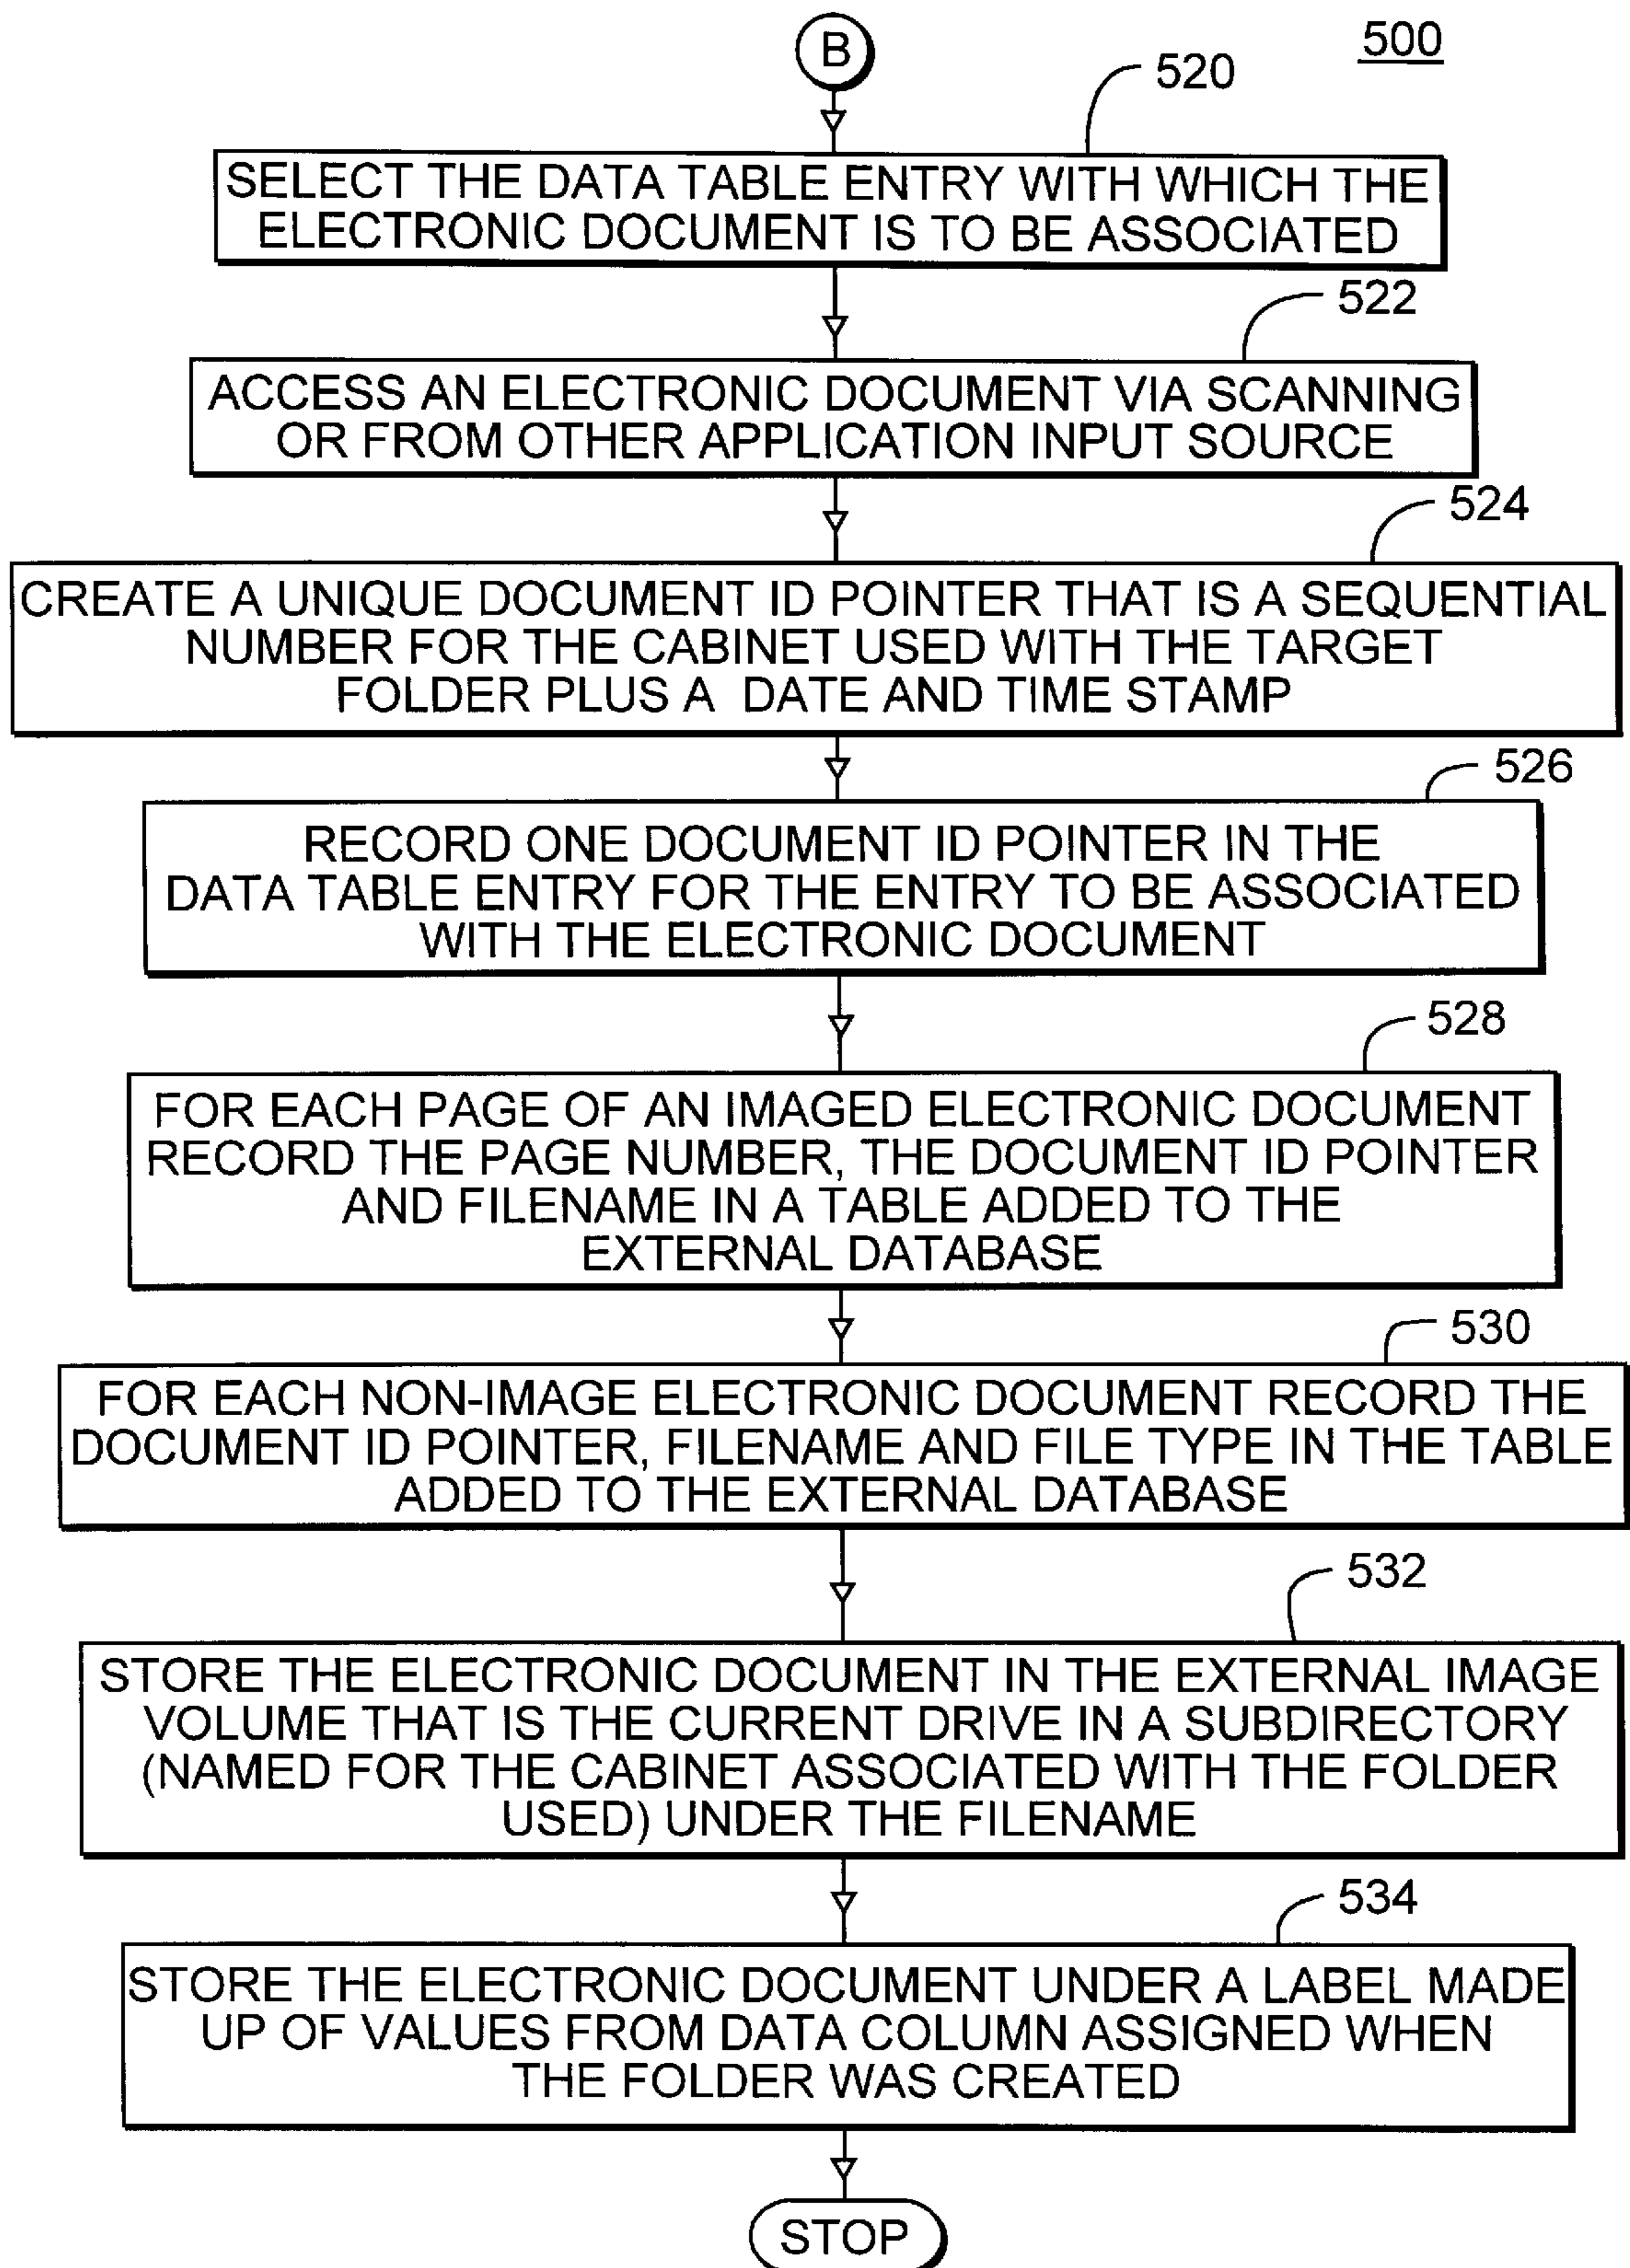 B
500
520
SELECT THE DATA TABLE ENTRY WITH WHICH THE
ELECTRONIC DOCUMENT IS TO BE ASSOCIATED
522
ACCESS AN ELECTRONIC DOCUMENT VIA SCANNING
OR FROM OTHER APPLICATION INPUT SOURCE
524
CREATE A UNIQUE DOCUMENT ID POINTER THAT IS A SEQUENTIAL
NUMBER FOR THE CABINET USED WITH THE TARGET
FOLDER PLUS A DATE AND TIME STAMP
526
RECORD ONE DOCUMENT ID POINTER IN THE
DATA TABLE ENTRY FOR THE ENTRY TO BE ASSOCIATED
WITH THE ELECTRONIC DOCUMENT
528
FOR EACH PAGE OF AN IMAGED ELECTRONIC DOCUMENT
RECORD THE PAGE NUMBER, THE DOCUMENT ID POINTER
AND FILENAME IN A TABLE ADDED TO THE
EXTERNAL DATABASE
530
FOR EACH NON-IMAGE ELECTRONIC DOCUMENT RECORD THE
DOCUMENT ID POINTER, FILENAME AND FILE TYPE IN THE TABLE
ADDED TO THE EXTERNAL DATABASE
532
STORE THE ELECTRONIC DOCUMENT IN THE EXTERNAL IMAGE
VOLUME THAT IS THE CURRENT DRIVE IN A SUBDIRECTORY
(NAMED FOR THE CABINET ASSOCIATED WITH THE FOLDER
USED) UNDER THE FILENAME
534
STORE THE ELECTRONIC DOCUMENT UNDER A LABEL MADE
UP OF VALUES FROM DATA COLUMN ASSIGNED WHEN
THE FOLDER WAS CREATED
STOP